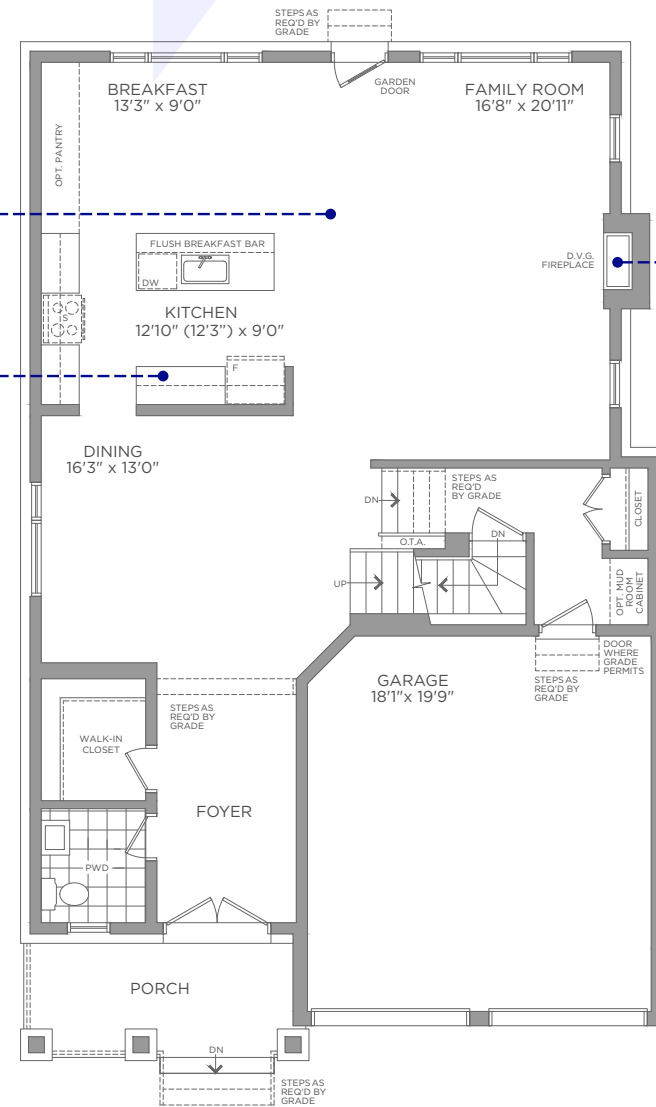 STEPS AS
REQ'D BY
GRADE
BREAKFAST
13'3" x 9'0"
GARDEN
DOOR
FAMILY ROOM
16'8" x 20'11"
OPT. PANTRY
FLUSH BREAKFAST BAR
DW
D.V.G.
FIREPLACE
KITCHEN
12'10" (12'3”) x 9'0"
S
F
DINING
16'3" x 13'0"
STEPS AS
REQ'D
BY GRADE
DN
CLOSET
O.T.A.
DN
UP
OPT. MUD
ROOM
CABINET
DOOR
WHERE
GRADE
PERMITS
STEPS AS
REQ'D BY
GRADE
GARAGE
18'1"x 19'9"
STEPS AS
REQ'D BY
GRADE
WALK-IN
CLOSET
FOYER
PWD
PORCH
DN
STEPS AS
REQ'D BY
GRADE